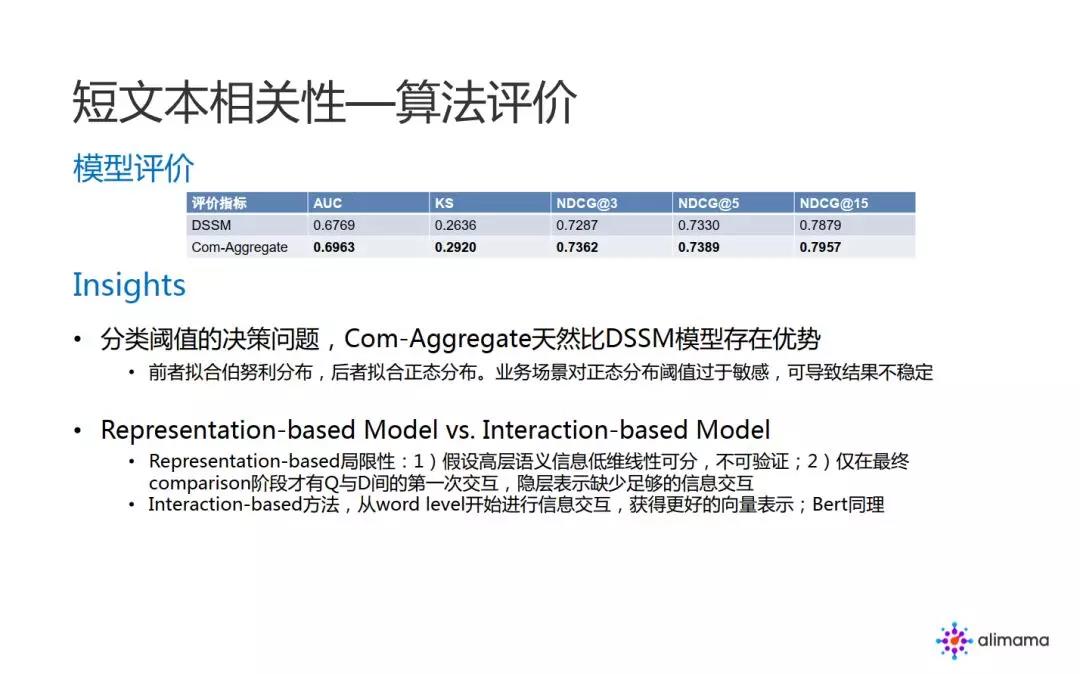 短文本相关性—算法评价
模型评价
评价指标 AUC KS NDCG@3 NDCG@5 NDCG@15
DSSM 0.6769 0.2636 0.7287 0.7330 0.7879
Com-Aggregate 0.6963 0.2920 0.7362 0.7389 0.7957
Insights
• 分类阈值的决策问题，Com-Aggregate天然比DSSM模型存在优势
• 前者拟合伯努利分布，后者拟合正态分布。业务场景对正态分布阈值过于敏感，可导致结果不稳定
• Representation-based Model vs. Interaction-based Model
• Representation-based局限性：1）假设高层语义信息低维线性可分，不可验证；2）仅在最终
comparison阶段才有Q与D间的第一次交互，隐层表示缺少足够的信息交互
• Interaction-based方法，从word level开始进行信息交互，获得更好的向量表示；Bert同理
alimama